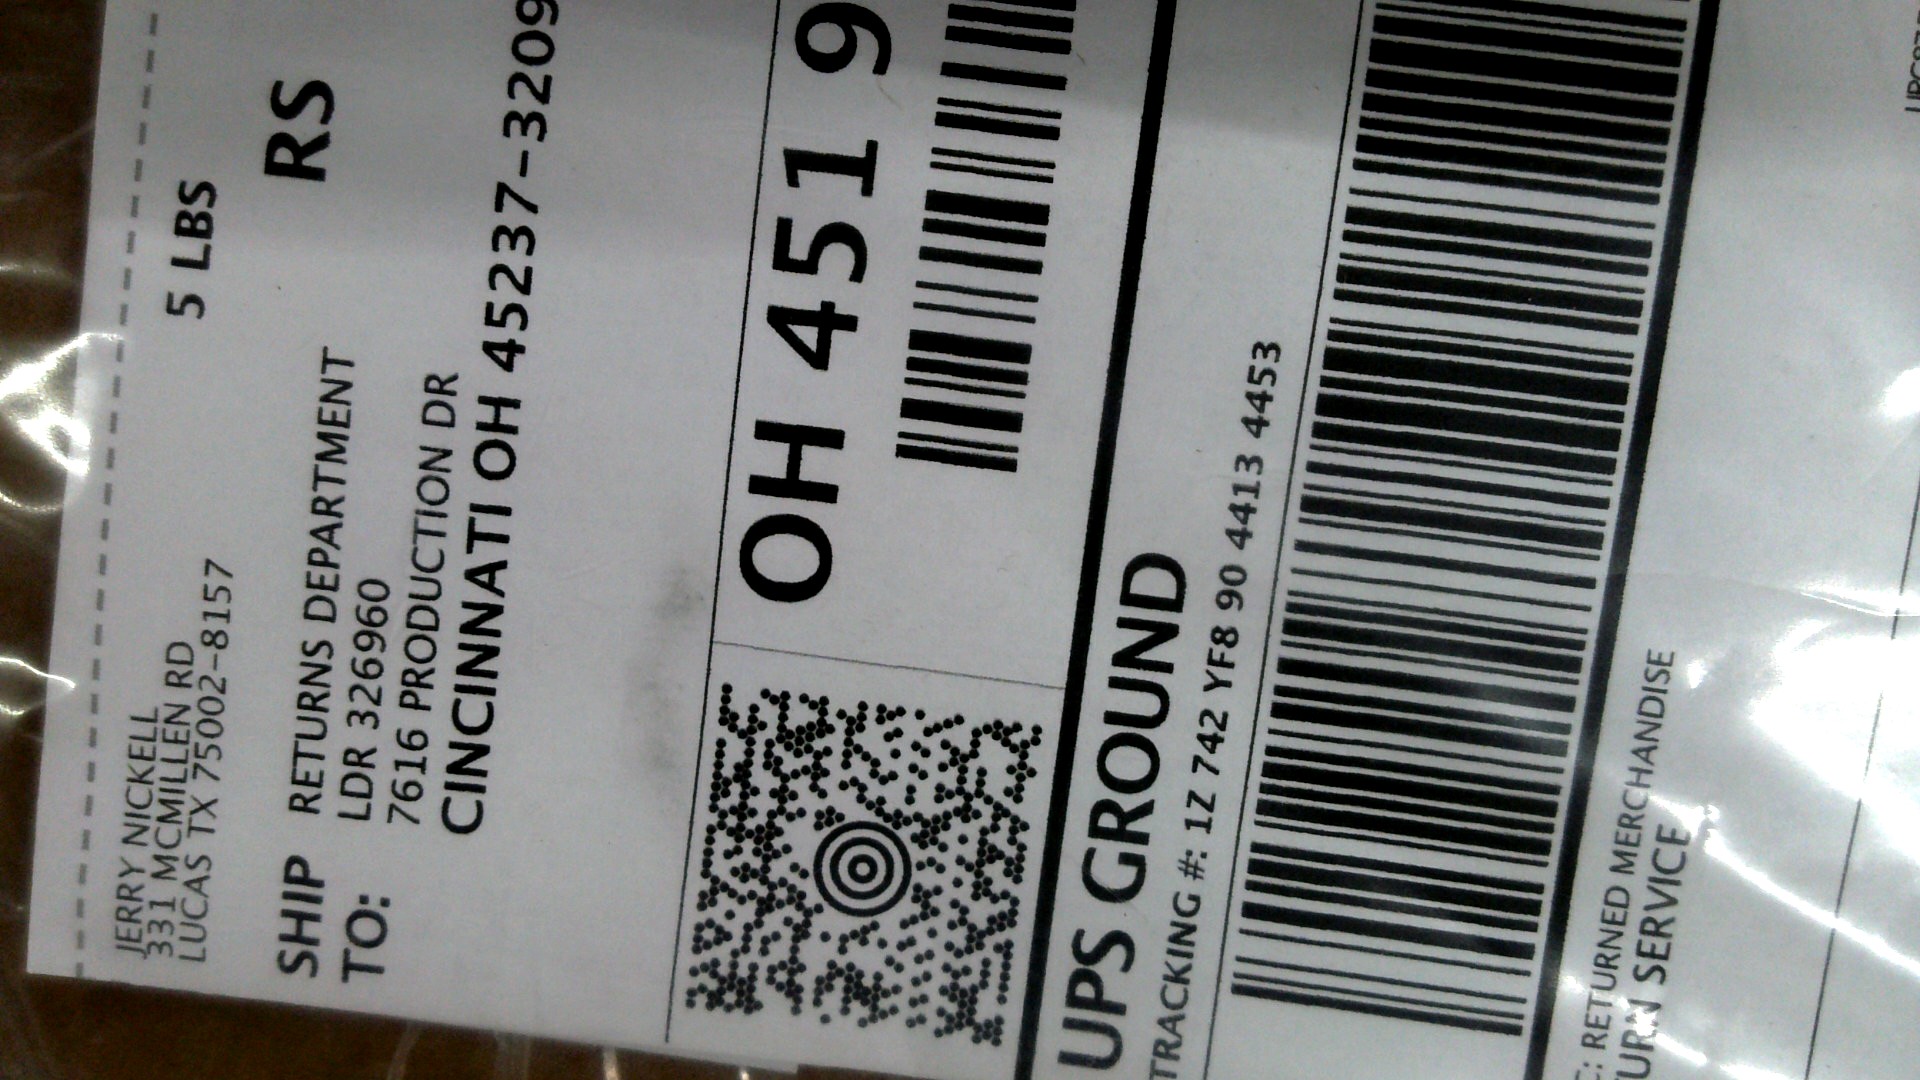 JERRY NICKELL
331 MCMILLEN RD
LUCAS TX 75002-8157
5 LBS
RS
SHIP TO:
RETURNS DEPARTMENT
LDR 326960
7616 PRODUCTION DR
CINCINNATI OH 45237-3209
OH 451 9
UPS GROUND
TRACKING #: 1Z 742 YF8 90 4413 4453
: RETURNED MERCHANDISE
URN SERVICE